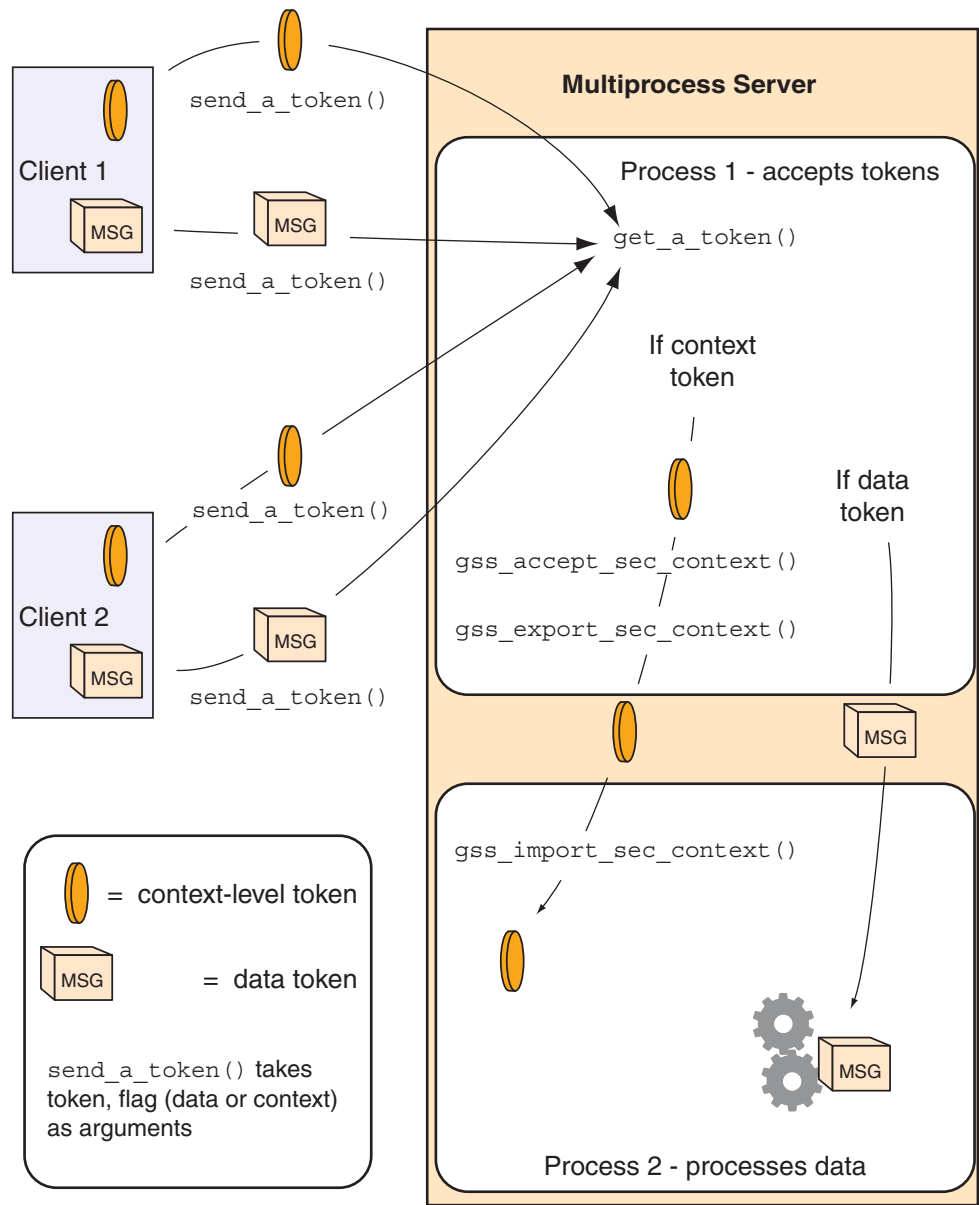 send_a_token()
Client 1
MSG
MSG
send_a_token()
send_a_token()
Client 2
MSG
MSG
send_a_token()
Multiprocess Server
Process 1 - accepts tokens
get_a_token()
If context
token
If data
token
gss_accept_sec_context()
gss_export_sec_context()
MSG
gss_import_sec_context()
MSG
Process 2 - processes data
= context-level token
MSG
= data token
send_a_token() takes
token, flag (data or context)
as arguments